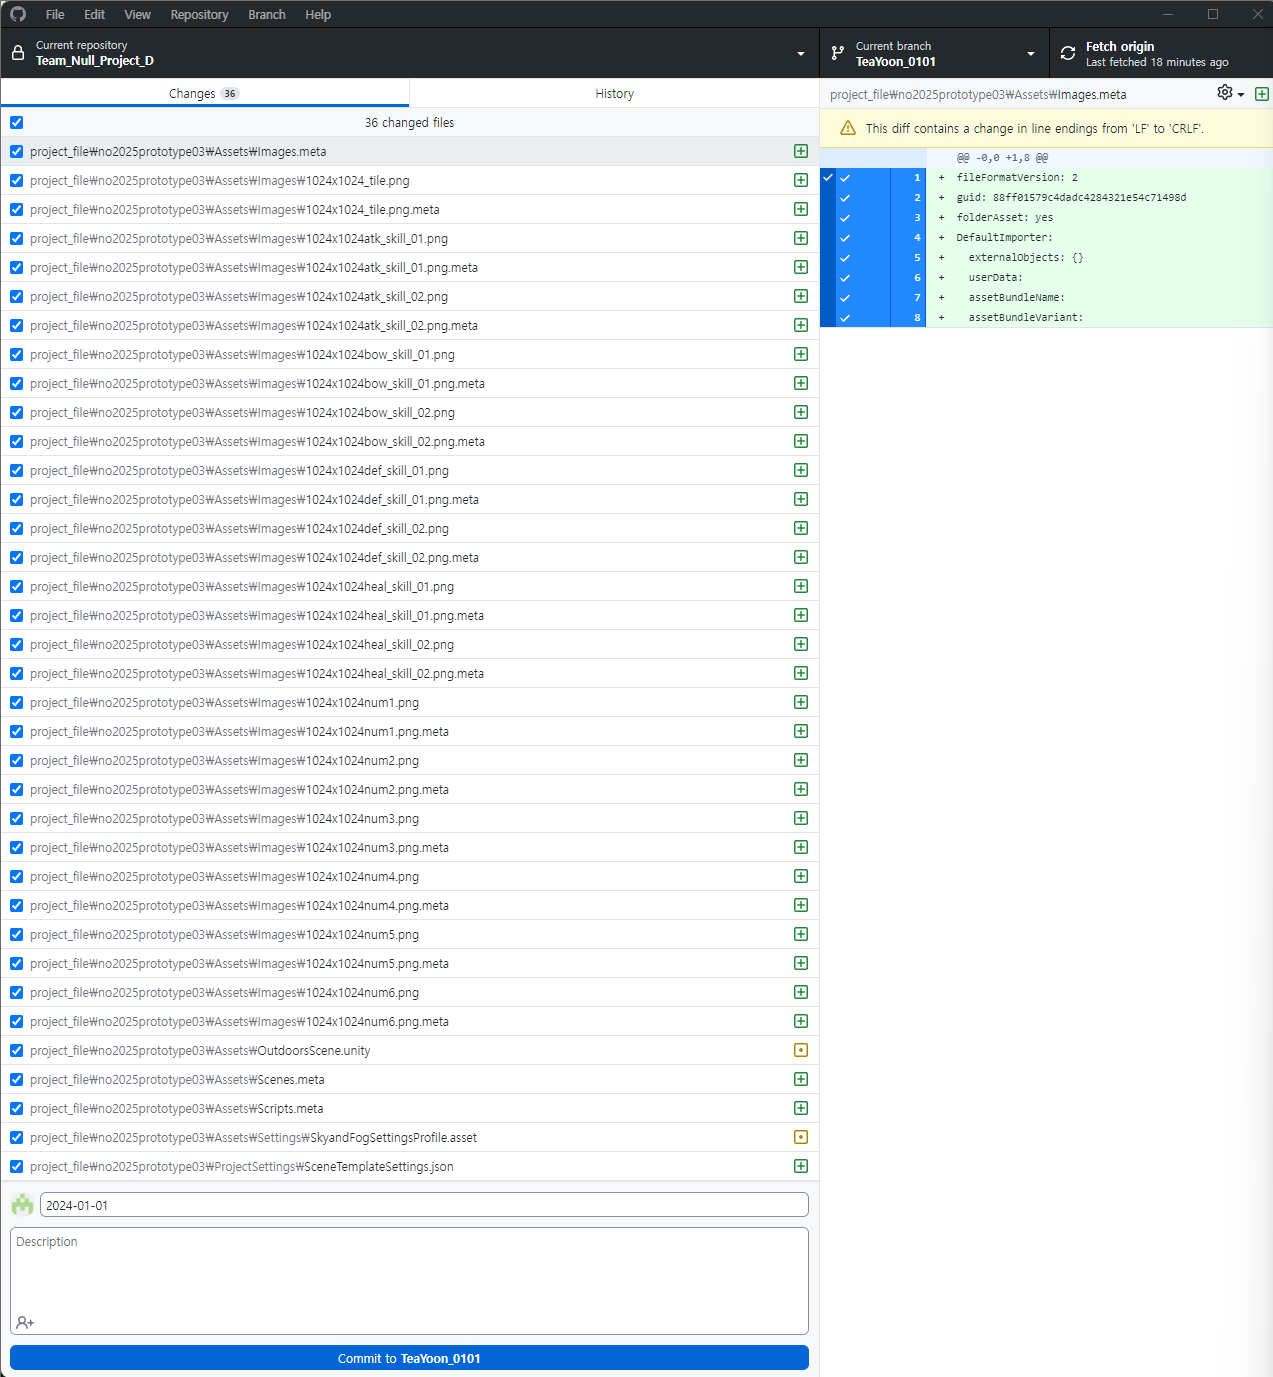 File Edit View Repository Branch Help
Current repository
Team_Null_Project_D
Current branch
TeaYoon_0101
Fetch origin
Last fetched 18 minutes ago
Changes 36
History
36 changed files
project_file₩no2025prototype03₩Assets₩Images.meta
project_file₩no2025prototype03₩Assets₩Images₩1024x1024_tile.png
project_file₩no2025prototype03₩Assets₩Images₩1024x1024_tile.png.meta
project_file₩no2025prototype03₩Assets₩Images₩1024x1024atk_skill_01.png
project_file₩no2025prototype03₩Assets₩Images₩1024x1024atk_skill_01.png.meta
project_file₩no2025prototype03₩Assets₩Images₩1024x1024atk_skill_02.png
project_file₩no2025prototype03₩Assets₩Images₩1024x1024atk_skill_02.png.meta
project_file₩no2025prototype03₩Assets₩Images₩1024x1024bow_skill_01.png
project_file₩no2025prototype03₩Assets₩Images₩1024x1024bow_skill_01.png.meta
project_file₩no2025prototype03₩Assets₩Images₩1024x1024bow_skill_02.png
project_file₩no2025prototype03₩Assets₩Images₩1024x1024bow_skill_02.png.meta
project_file₩no2025prototype03₩Assets₩Images₩1024x1024def_skill_01.png
project_file₩no2025prototype03₩Assets₩Images₩1024x1024def_skill_01.png.meta
project_file₩no2025prototype03₩Assets₩Images₩1024x1024def_skill_02.png
project_file₩no2025prototype03₩Assets₩Images₩1024x1024def_skill_02.png.meta
project_file₩no2025prototype03₩Assets₩Images₩1024x1024heal_skill_01.png
project_file₩no2025prototype03₩Assets₩Images₩1024x1024heal_skill_01.png.meta
project_file₩no2025prototype03₩Assets₩Images₩1024x1024heal_skill_02.png
project_file₩no2025prototype03₩Assets₩Images₩1024x1024heal_skill_02.png.meta
project_file₩no2025prototype03₩Assets₩Images₩1024x1024num1.png
project_file₩no2025prototype03₩Assets₩Images₩1024x1024num1.png.meta
project_file₩no2025prototype03₩Assets₩Images₩1024x1024num2.png
project_file₩no2025prototype03₩Assets₩Images₩1024x1024num2.png.meta
project_file₩no2025prototype03₩Assets₩Images₩1024x1024num3.png
project_file₩no2025prototype03₩Assets₩Images₩1024x1024num3.png.meta
project_file₩no2025prototype03₩Assets₩Images₩1024x1024num4.png
project_file₩no2025prototype03₩Assets₩Images₩1024x1024num4.png.meta
project_file₩no2025prototype03₩Assets₩Images₩1024x1024num5.png
project_file₩no2025prototype03₩Assets₩Images₩1024x1024num5.png.meta
project_file₩no2025prototype03₩Assets₩Images₩1024x1024num6.png
project_file₩no2025prototype03₩Assets₩Images₩1024x1024num6.png.meta
project_file₩no2025prototype03₩Assets₩OutdoorsScene.unity
project_file₩no2025prototype03₩Assets₩Scenes.meta
project_file₩no2025prototype03₩Assets₩Scripts.meta
project_file₩no2025prototype03₩Assets₩Settings₩SkyandFogSettingsProfile.asset
project_file₩no2025prototype03₩ProjectSettings₩SceneTemplateSettings.json
2024-01-01
Description
Commit to TeaYoon_0101
project_file₩no2025prototype03₩Assets₩Images.meta
This diff contains a change in line endings from 'LF' to 'CRLF'.
@@ -0,0 +1,8 @@
1 + fileFormatVersion: 2
2 + guid: 88ff01579c4dadc4284321e54c71498d
3 + folderAsset: yes
4 + DefaultImporter:
5 + externalObjects: {}
6 + userData:
7 + assetBundleName:
8 + assetBundleVariant: